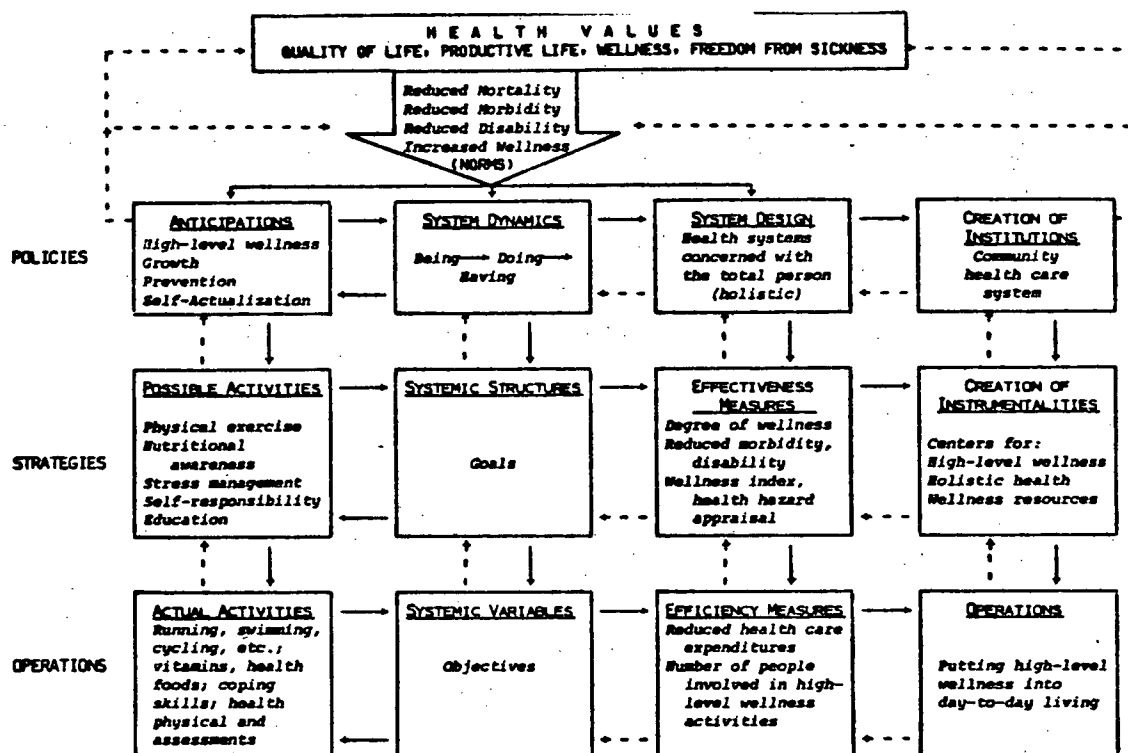 HEALTH VALUES
QUALITY OF LIFE, PRODUCTIVE LIFE, WELLNESS, FREEDOM FROM SICKNESS
Reduced Mortality
Reduced Morbidity
Reduced Disability
Increased Wellness
(NORMS)
POLICIES
ANTICIPATIONS
High-level wellness
Growth
Prevention
Self-Actualization
SYSTEM DYNAMICS
Being Doing
Having
SYSTEM DESIGN
Health systems
concerned with
the total person
(holistic)
CREATION OF
INSTITUTIONS
Community
health care
system
STRATEGIES
POSSIBLE ACTIVITIES
Physical exercise
Nutritional
awareness
Stress management
Self-responsibility
Education
SYSTEMIC STRUCTURES
Goals
EFFECTIVENESS
MEASURES
Degree of wellness
Reduced morbidity,
disability
Wellness index,
health hazard
appraisal
CREATION OF
INSTRUMENTALITIES
Centers for:
High-level wellness
Holistic health
Wellness resources
OPERATIONS
ACTUAL ACTIVITIES
Running, swimming,
cycling, etc.;
vitamins, health
foods; coping
skills; health
physical and
assessments
SYSTEMIC VARIABLES
Objectives
EFFICIENCY MEASURES
Reduced health care
expenditures
Number of people
involved in high-
level wellness
activities
OPERATIONS
Putting high-level
wellness into
day-to-day living